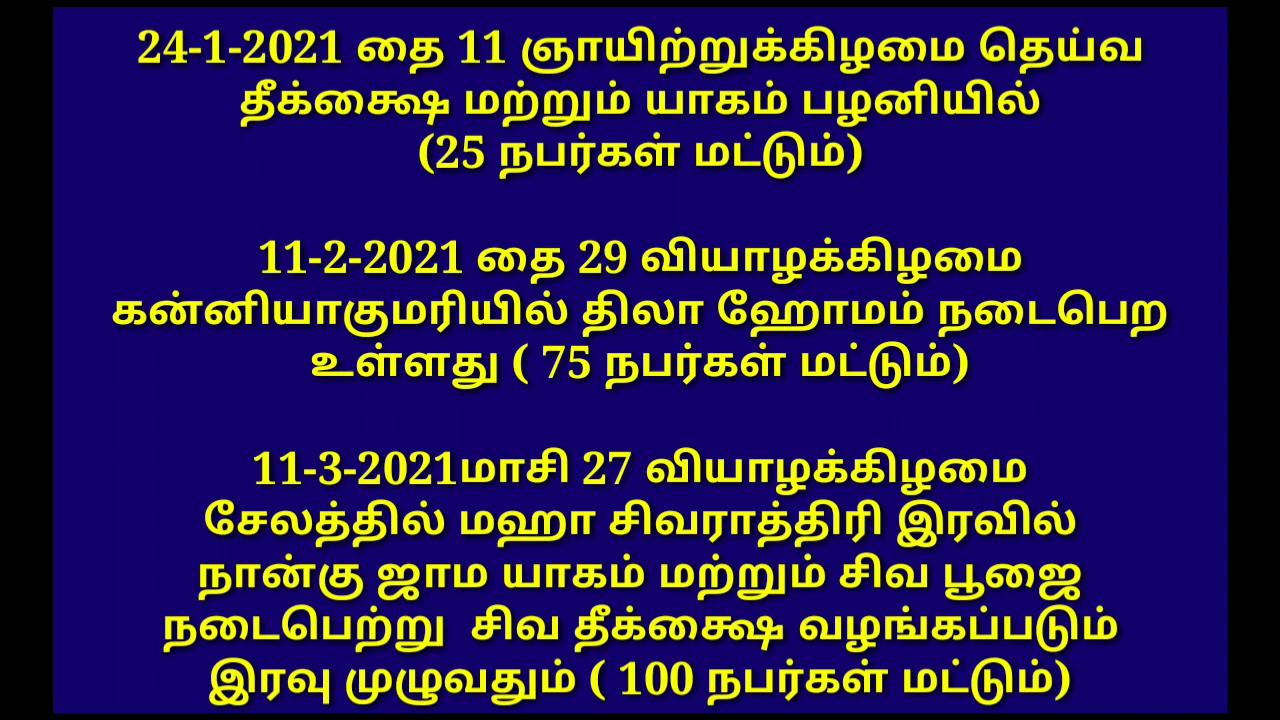 24-1-2021 தை 11 ஞாயிற்றுக்கிழமை தெய்வ
தீக்க்ஷை மற்றும் யாகம் பழனியில்
(25 நபர்கள் மட்டும்)
11-2-2021 தை 29 வியாழக்கிழமை
கன்னியாகுமரியில் திலா ஹோமம் நடைபெற
உள்ளது ( 75 நபர்கள் மட்டும்)
11-3-2021மாசி 27 வியாழக்கிழமை
சேலத்தில் மஹா சிவராத்திரி இரவில்
நான்கு ஜாம யாகம் மற்றும் சிவ பூஜை
நடைபெற்று சிவ தீக்க்ஷை வழங்கப்படும்
இரவு முழுவதும் ( 100 நபர்கள் மட்டும்)